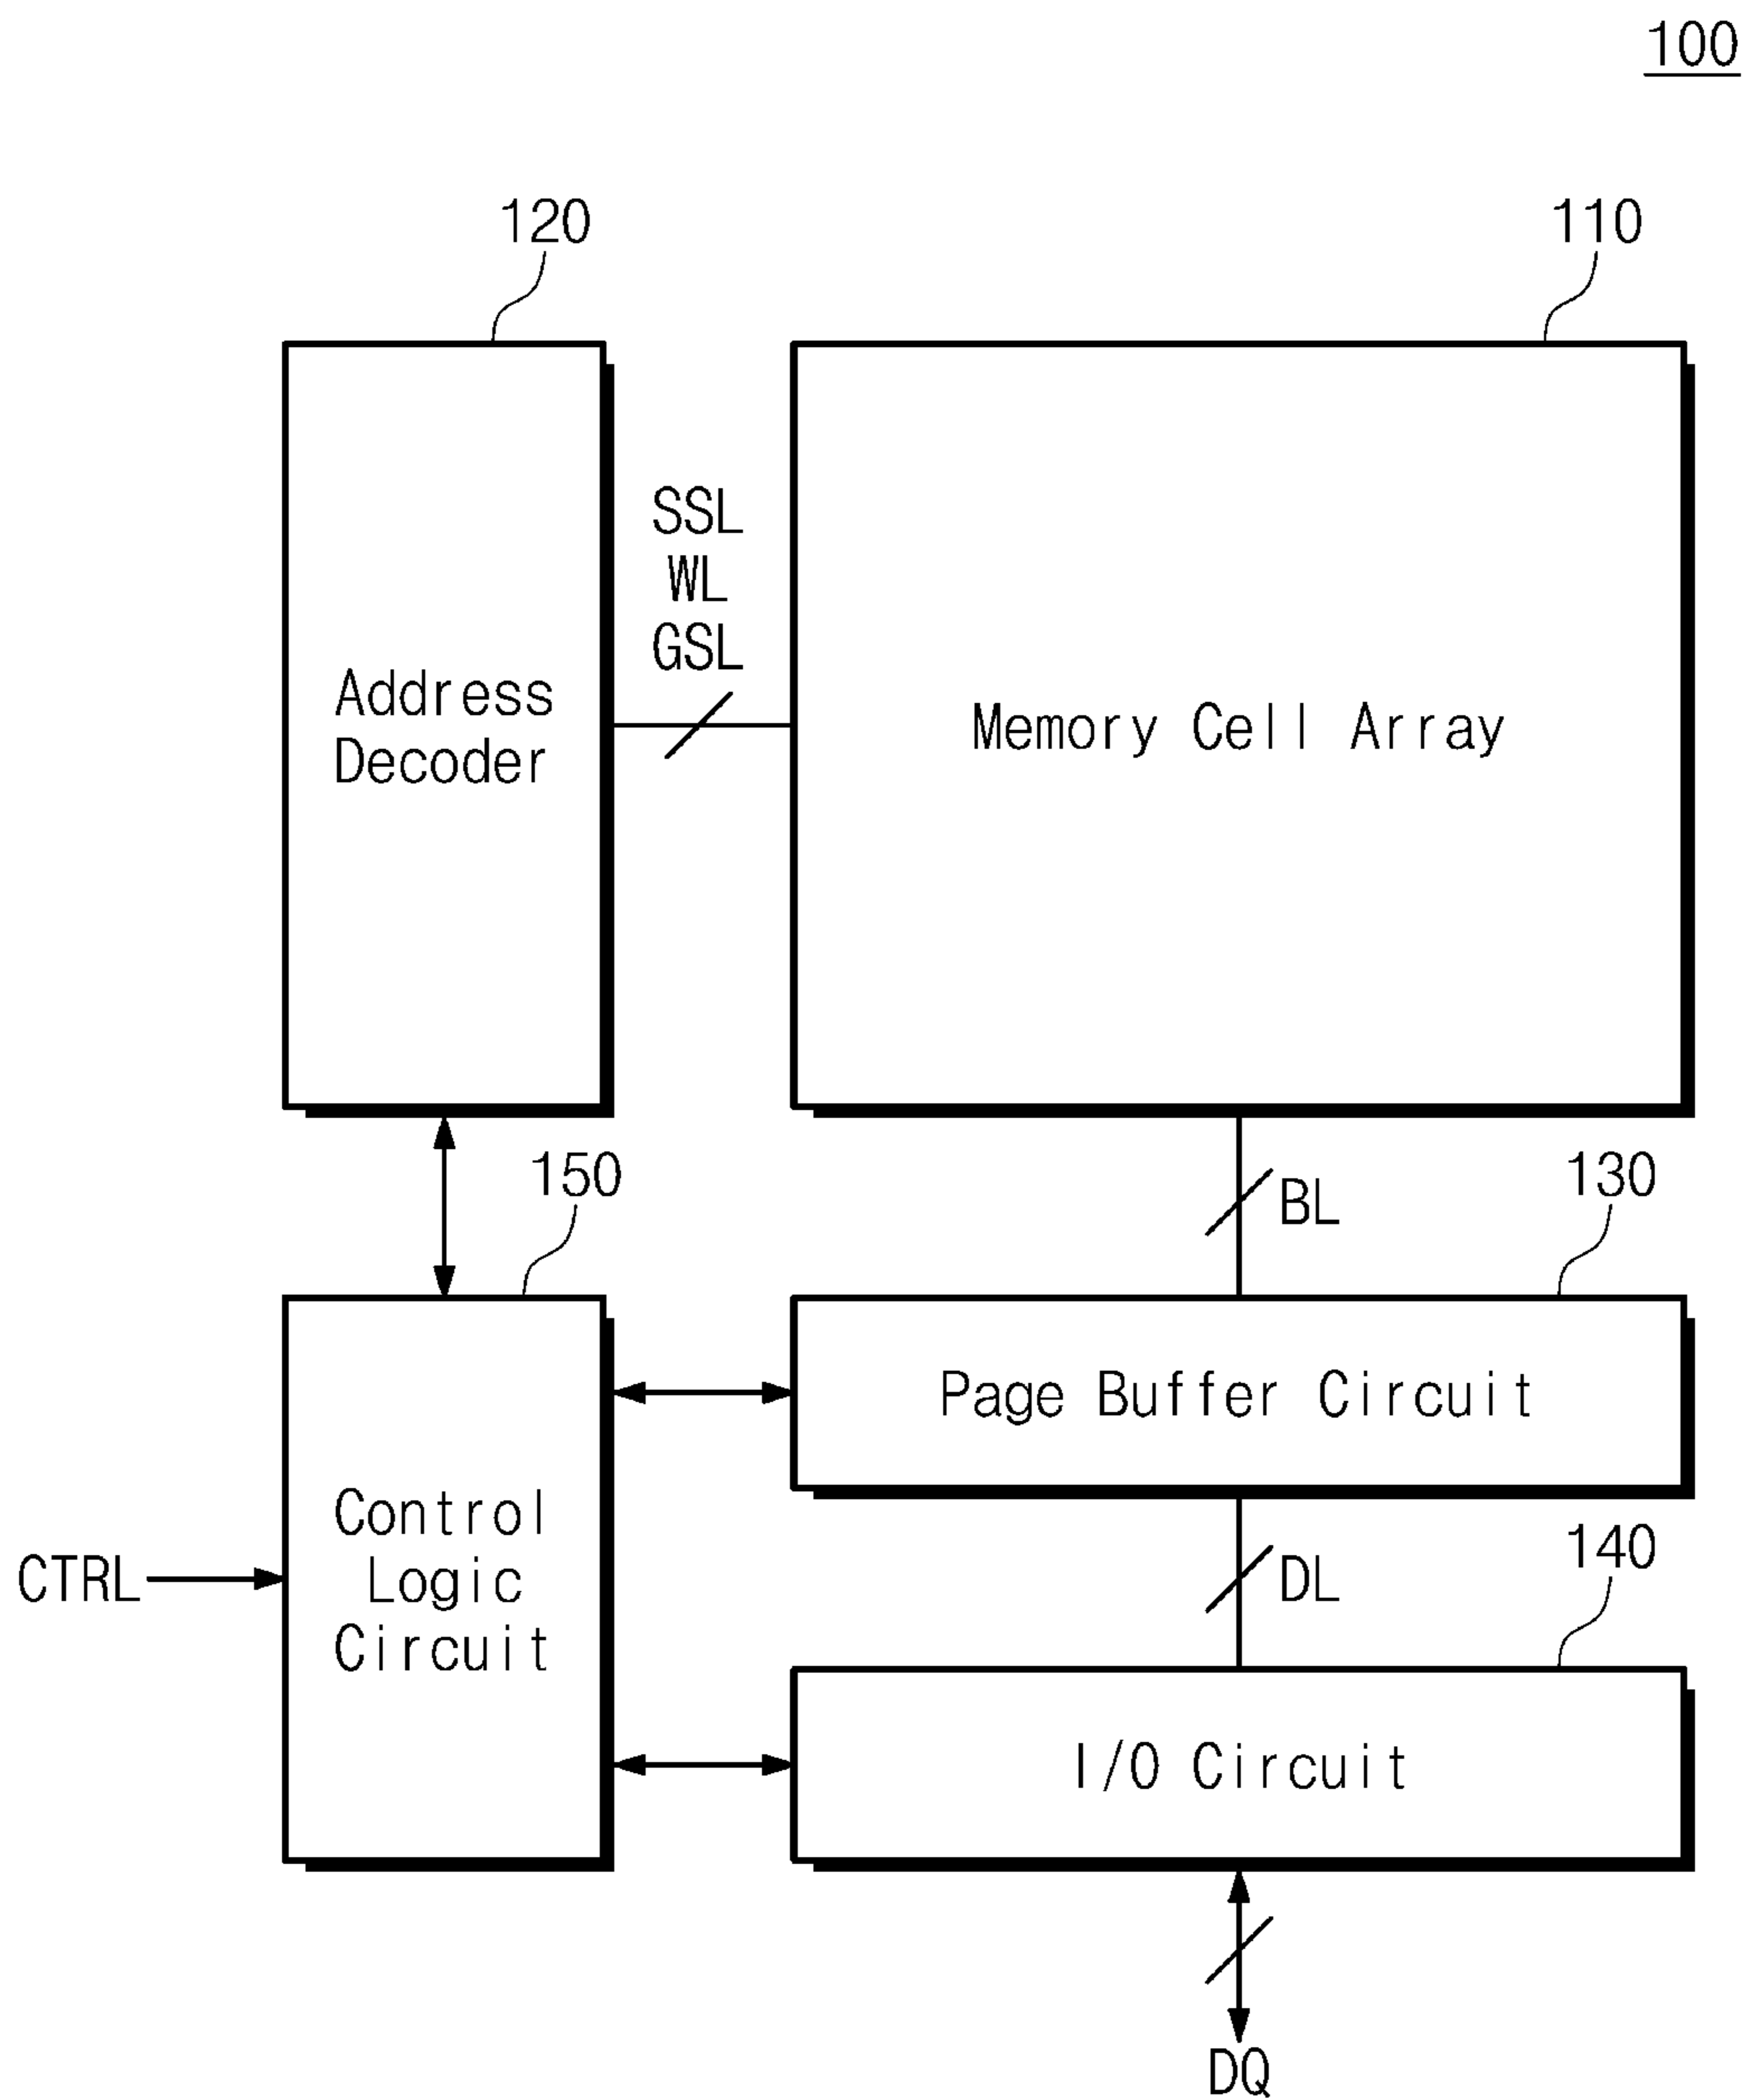 100
120
110
SSL
WL
GSL
Address
Decoder
Memory Cell Array
150
130
BL
Page Buffer Circuit
Control
Logic
Circuit
CTRL
140
DL
I/O Circuit
DQ